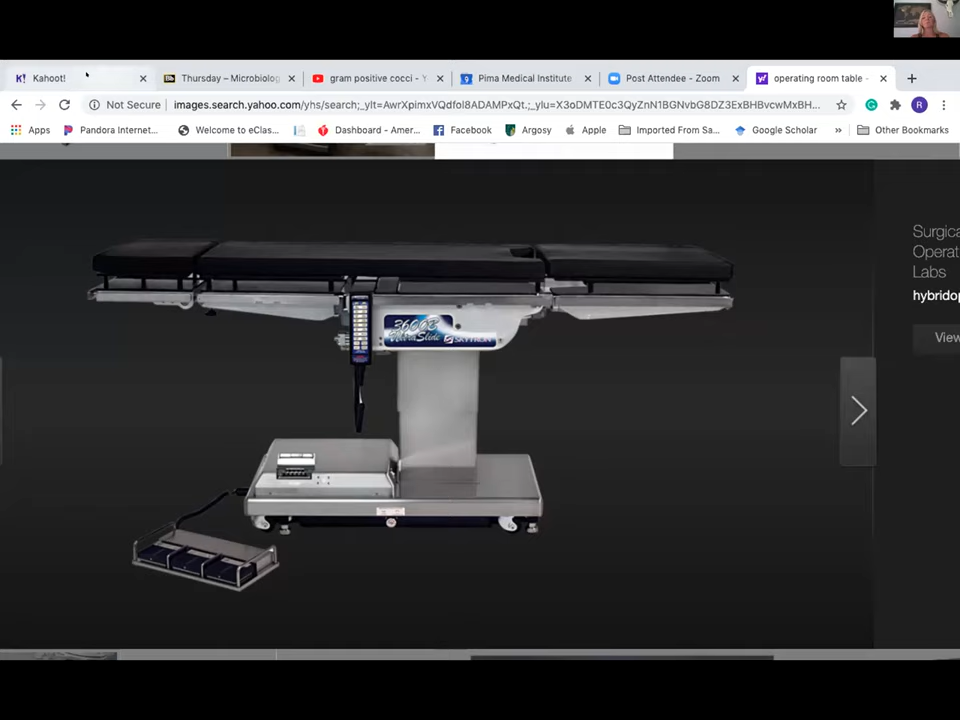 K! Kahoot!
Bb Thursday – Microbiolog
gram positive cocci - Y
Pima Medical Institute
Post Attendee - Zoom
y! operating room table -
Not Secure
images.search.yahoo.com/yhs/search;_ylt=AwrXpimxVQdfol8ADAMPxQt.;_ylu=X3oDMTE0c3QyZnN1BGNvbG8DZ3ExBHBvcwMxBH...
R
Apps
Pandora Internet...
Welcome to eClas...
Dashboard - Amer...
Facebook
Argosy
Apple
Imported From Sa...
Google Scholar
»
Other Bookmarks
Surgica
Operat
Labs
hybridop
View
3600B
UltraSlide
SKYTRON